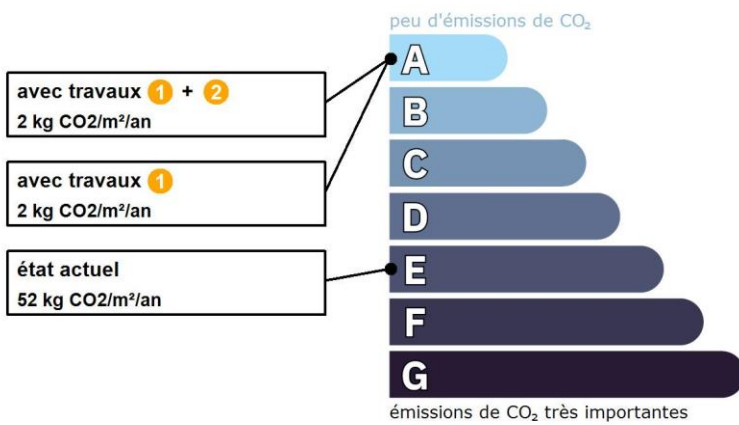 peu d'émissions de CO₂
A
B
C
D
E
F
G
émissions de CO₂ très importantes
avec travaux 1 + 2
2 kg CO2/m²/an
avec travaux 1
2 kg CO2/m²/an
état actuel
52 kg CO2/m²/an